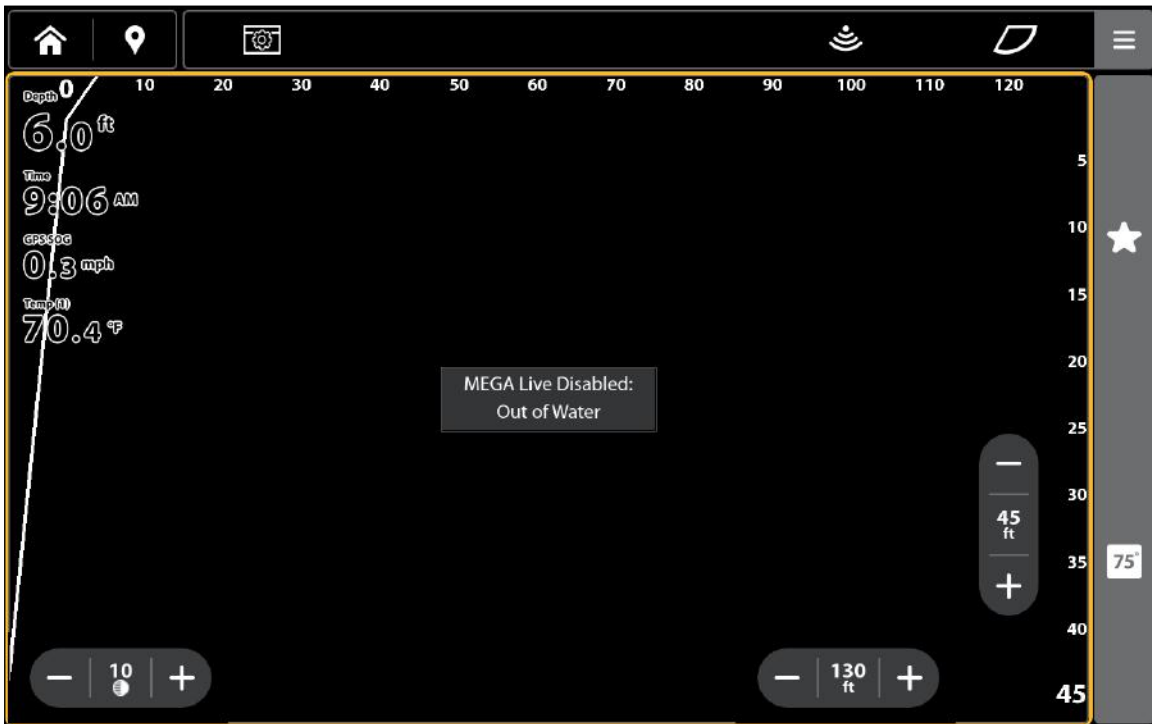 0 10 20 30 40 50 60 70 80 90 100 110 120
Depth
6.0 ft
Time
9:06 AM
GPS SOG
0.3 mph
Temp (1)
70.4 °F
5
10
15
20
25
30
35
40
45
MEGA Live Disabled:
Out of Water
45
ft
75°
10
130
ft